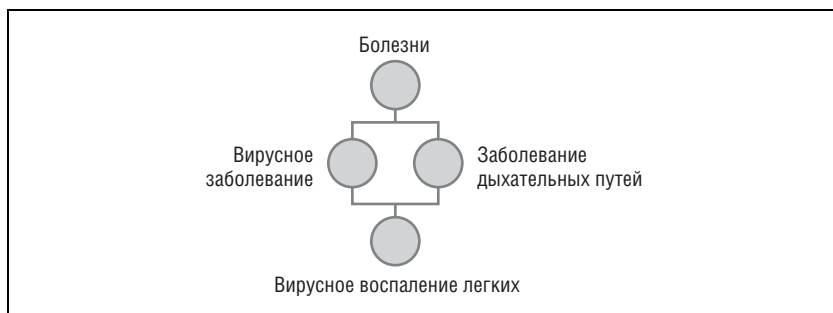 Болезни
Вирусное
заболевание
Заболевание
дыхательных путей
Вирусное воспаление легких